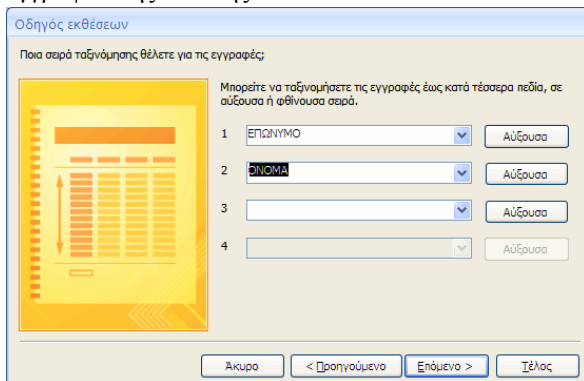 Οδηγός εκθέσεων
Ποια σειρά ταξινόμησης θέλετε για τις εγγραφές;
Μπορείτε να ταξινομήσετε τις εγγραφές έως κατά τέσσερα πεδία, σε
αύξουσα ή φθίνουσα σειρά.
1 ΕΠΩΝΥΜΟ Αύξουσα
2 ΟΝΟΜΑ Αύξουσα
3 Αύξουσα
4 Αύξουσα
Άκυρο < Προηγούμενο Επόμενο > Τέλος